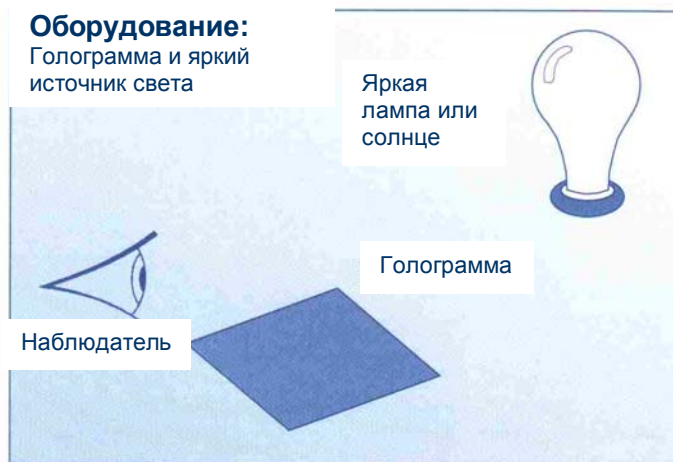 Оборудование:
Голограмма и яркий
источник света
Яркая
лампа или
солнце
Голограмма
Наблюдатель